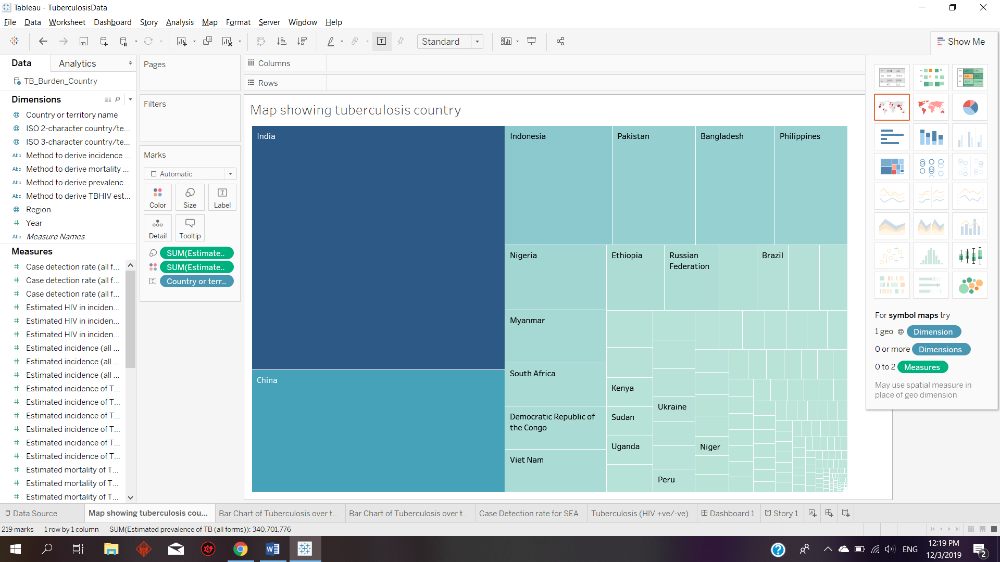 Tableau - TuberculosisData
File Data Worksheet Dashboard Story Analysis Map Format Server Window Help
Standard
Show Me
Data
Analytics
TB_Burden_Country
Dimensions
Country or territory name
ISO 2-character country/te...
ISO 3-character country/te...
Abc Method to derive incidence ...
Abc Method to derive mortality ...
Abc Method to derive prevalenc...
Abc Method to derive TBHIV est...
Region
Year
Measure Names
Measures
Case detection rate (all f...
Case detection rate (all f...
Case detection rate (all f...
Estimated HIV in inciden...
Estimated HIV in inciden...
Estimated HIV in inciden...
Estimated incidence (all ...
Estimated incidence (all ...
Estimated incidence (all ...
Estimated incidence of T...
Estimated incidence of T...
Estimated incidence of T...
Estimated incidence of T...
Estimated incidence of T...
Estimated incidence of T...
Estimated mortality of T...
Estimated mortality of T...
Estimated mortality of T...
Pages
Filters
Marks
Automatic
Color
Size
Label
Detail
Tooltip
SUM(Estimate..
SUM(Estimate..
Country or terr..
Columns
Rows
Map showing tuberculosis country
India
China
Indonesia
Pakistan
Bangladesh
Philippines
Nigeria
Ethiopia
Russian
Federation
Brazil
Myanmar
South Africa
Democratic Republic of
the Congo
Viet Nam
Kenya
Sudan
Uganda
Ukraine
Peru
Niger
For symbol maps try
1 geo Dimension
0 or more Dimensions
0 to 2 Measures
May use spatial measure in
place of geo dimension
Data Source
Map showing tuberculosis cou...
Bar Chart of Tuberculosis over t...
Bar Chart of Tuberculosis over t...
Case Detection rate for SEA
Tuberculosis (HIV +ve/-ve)
Dashboard 1
Story 1
219 marks 1 row by 1 column SUM(Estimated prevalence of TB (all forms)): 340,701,776
ENG
12:19 PM
12/3/2019
2